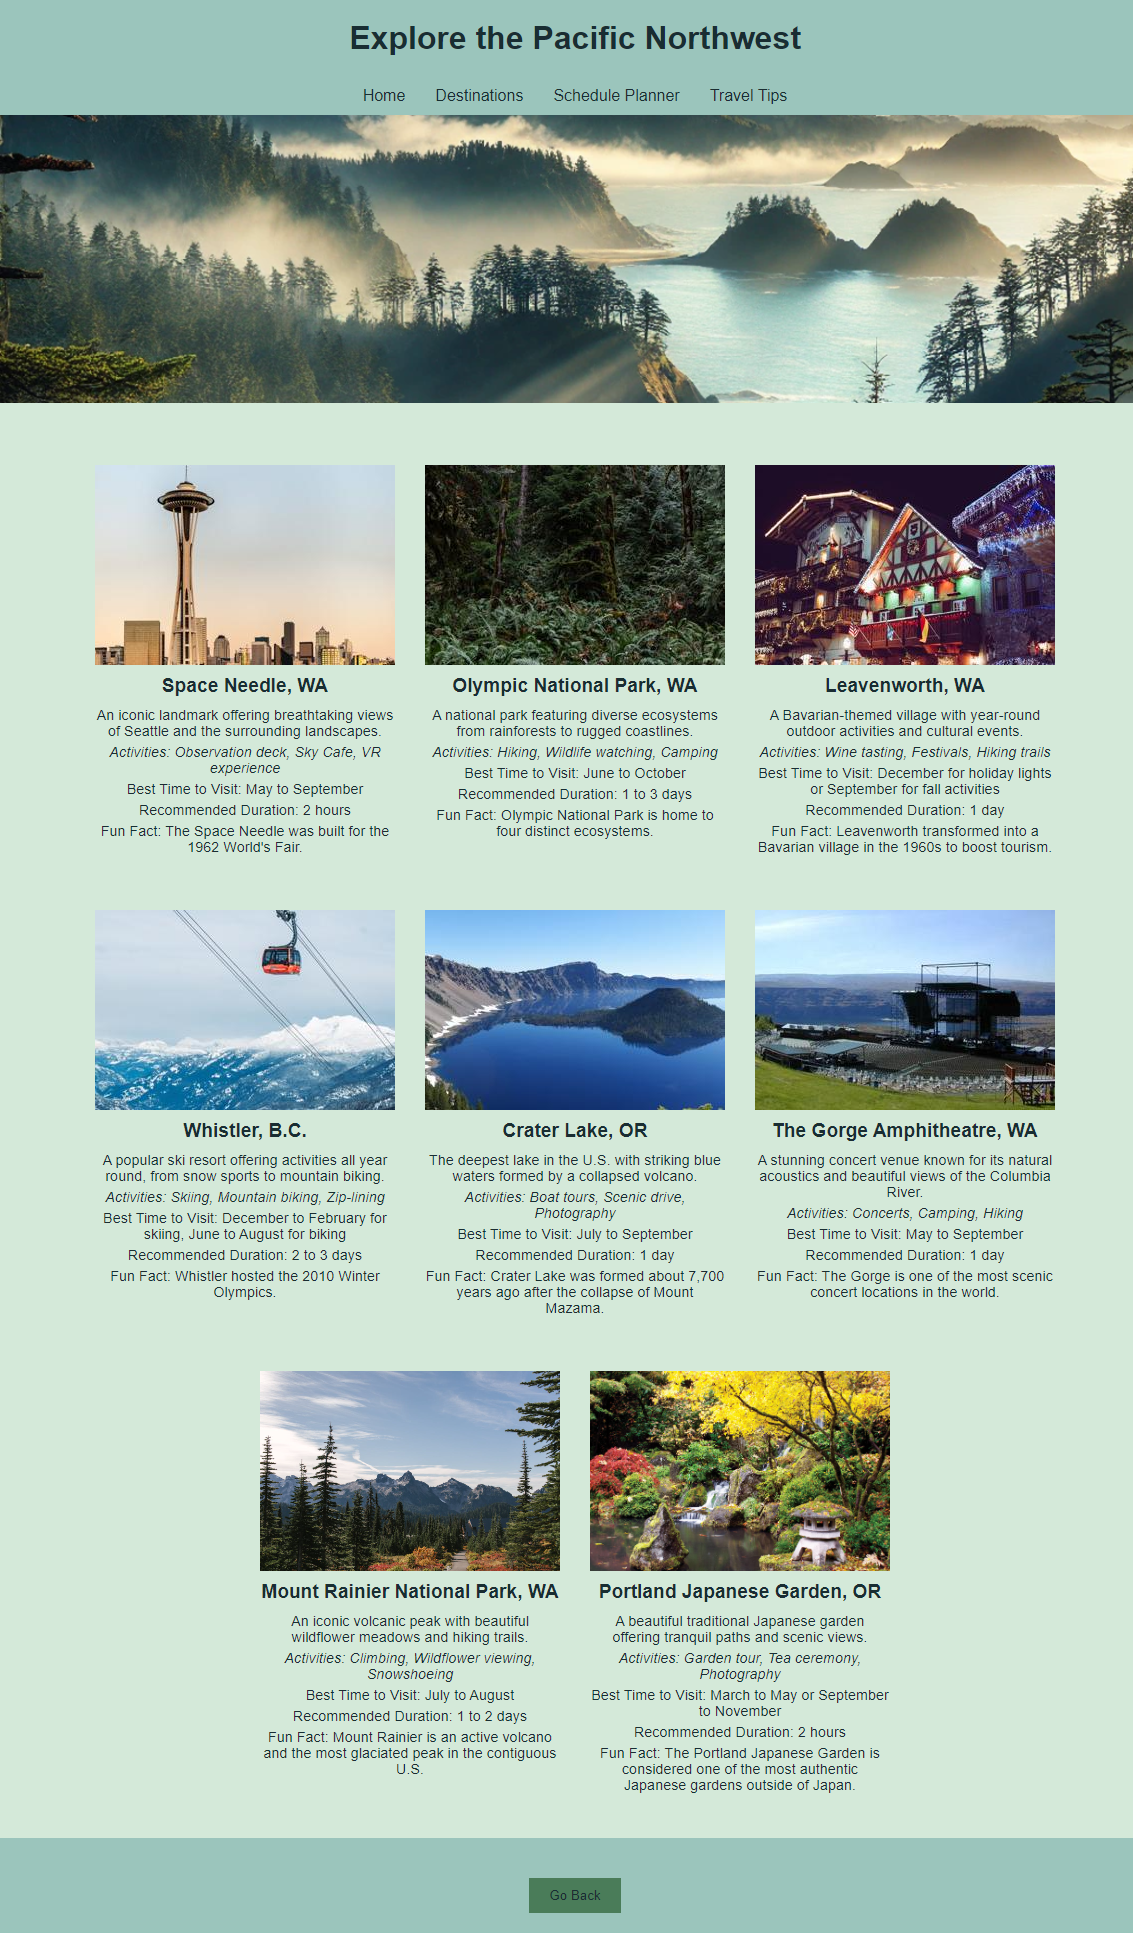 Explore the Pacific Northwest
Home Destinations Schedule Planner Travel Tips
Space Needle, WA
An iconic landmark offering breathtaking views
of Seattle and the surrounding landscapes.
Activities: Observation deck, Sky Cafe, VR
experience
Best Time to Visit: May to September
Recommended Duration: 2 hours
Fun Fact: The Space Needle was built for the
1962 World's Fair.
Olympic National Park, WA
A national park featuring diverse ecosystems
from rainforests to rugged coastlines.
Activities: Hiking, Wildlife watching, Camping
Best Time to Visit: June to October
Recommended Duration: 1 to 3 days
Fun Fact: Olympic National Park is home to
four distinct ecosystems.
Leavenworth, WA
A Bavarian-themed village with year-round
outdoor activities and cultural events.
Activities: Wine tasting, Festivals, Hiking trails
Best Time to Visit: December for holiday lights
or September for fall activities
Recommended Duration: 1 day
Fun Fact: Leavenworth transformed into a
Bavarian village in the 1960s to boost tourism.
Whistler, B.C.
A popular ski resort offering activities all year
round, from snow sports to mountain biking.
Activities: Skiing, Mountain biking, Zip-lining
Best Time to Visit: December to February for
skiing, June to August for biking
Recommended Duration: 2 to 3 days
Fun Fact: Whistler hosted the 2010 Winter
Olympics.
Crater Lake, OR
The deepest lake in the U.S. with striking blue
waters formed by a collapsed volcano.
Activities: Boat tours, Scenic drive,
Photography
Best Time to Visit: July to September
Recommended Duration: 1 day
Fun Fact: Crater Lake was formed about 7,700
years ago after the collapse of Mount
Mazama.
The Gorge Amphitheatre, WA
A stunning concert venue known for its natural
acoustics and beautiful views of the Columbia
River.
Activities: Concerts, Camping, Hiking
Best Time to Visit: May to September
Recommended Duration: 1 day
Fun Fact: The Gorge is one of the most scenic
concert locations in the world.
Mount Rainier National Park, WA
An iconic volcanic peak with beautiful
wildflower meadows and hiking trails.
Activities: Climbing, Wildflower viewing,
Snowshoeing
Best Time to Visit: July to August
Recommended Duration: 1 to 2 days
Fun Fact: Mount Rainier is an active volcano
and the most glaciated peak in the contiguous
U.S.
Portland Japanese Garden, OR
A beautiful traditional Japanese garden
offering tranquil paths and scenic views.
Activities: Garden tour, Tea ceremony,
Photography
Best Time to Visit: March to May or September
to November
Recommended Duration: 2 hours
Fun Fact: The Portland Japanese Garden is
considered one of the most authentic
Japanese gardens outside of Japan.
Go Back